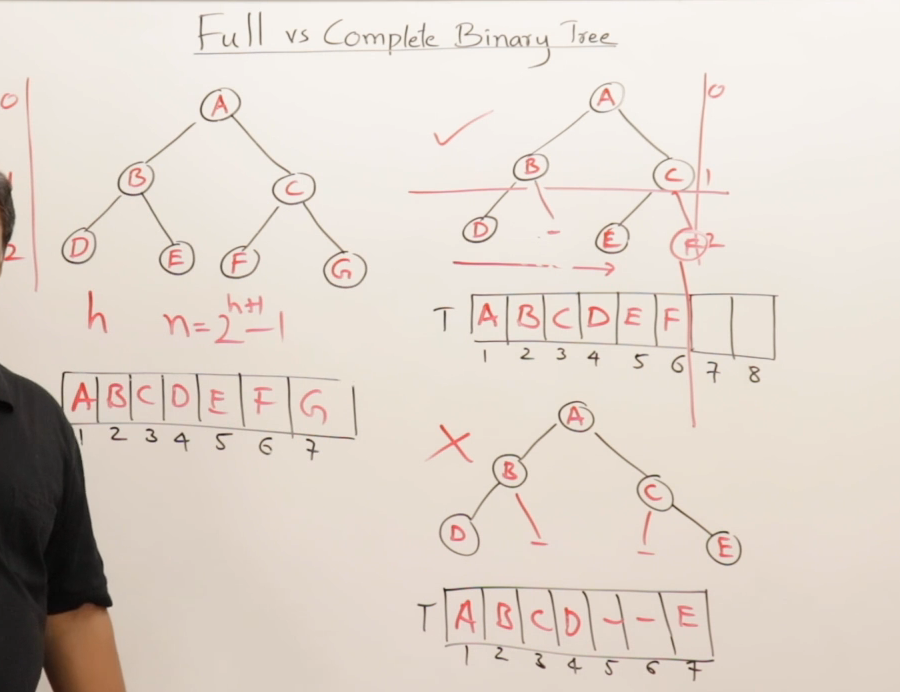 Full vs Complete Binary Tree
0
2
A
B
C
D
E
F
G
h n=2^{h+1}-1
A B C D E F G
1 2 3 4 5 6 7
0
1
2
A
B
C
-
D
E
T A B C D E F
1 2 3 4 5 6 7 8
A
B
C
D
-
-
E
T A B C D - - E
1 2 3 4 5 6 7